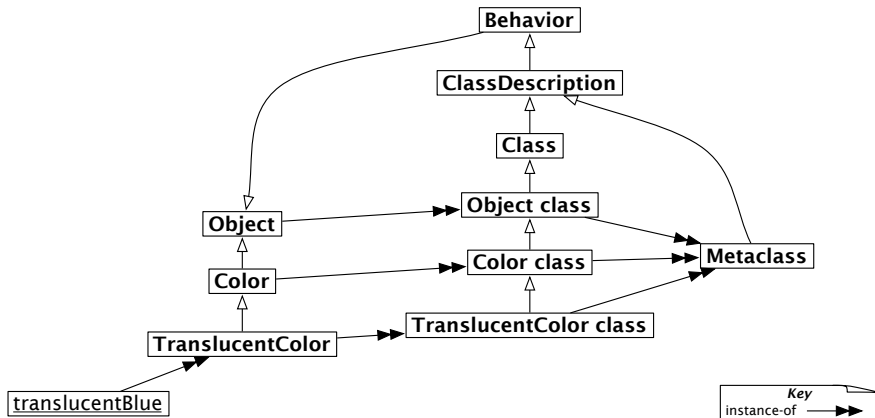 Behavior
ClassDescription
Class
Object class
Object
Metaclass
Color class
Color
TranslucentColor class
TranslucentColor
translucentBlue
Key
instance-of